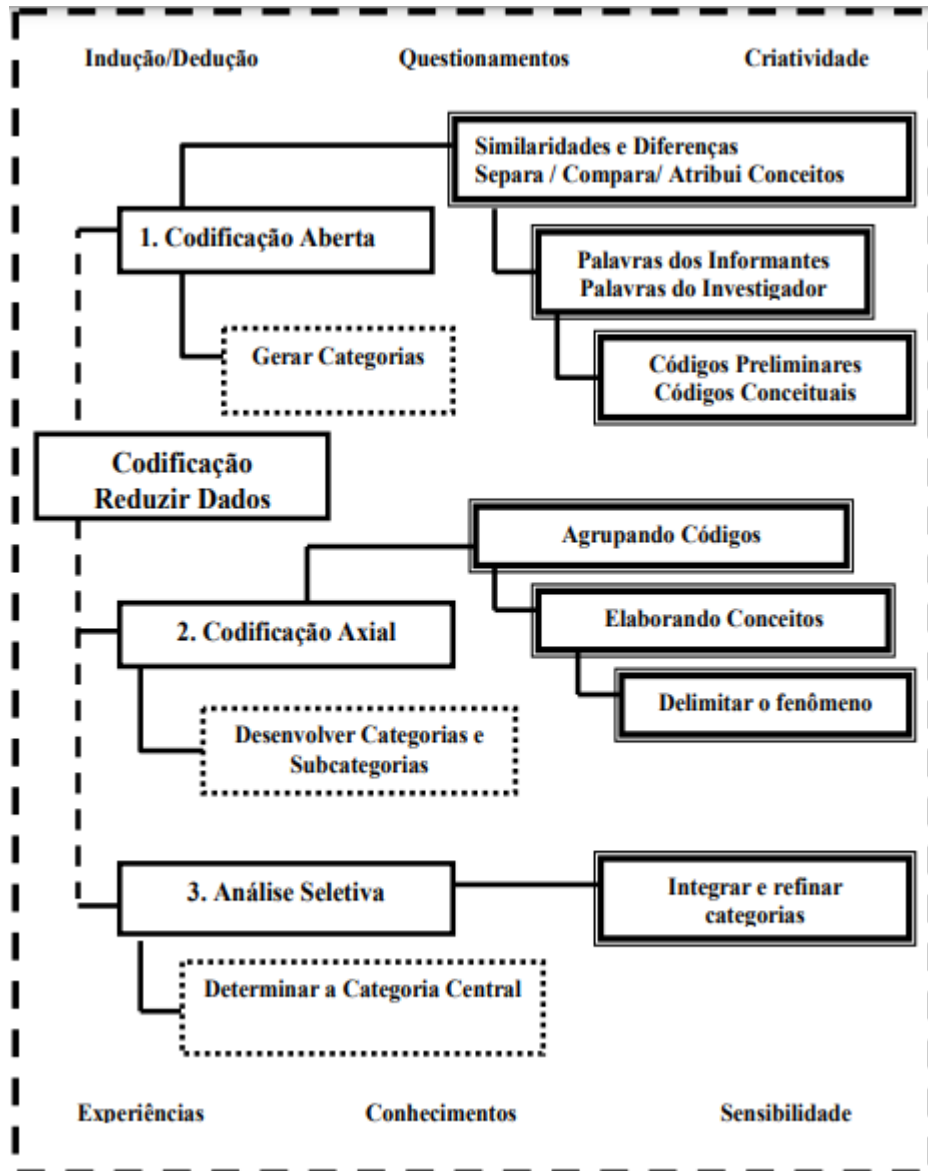 Indução/Dedução Questionamentos Criatividade
Similaridades e Diferenças
Separa / Compara/ Atribui Conceitos
1. Codificação Aberta
Palavras dos Informantes
Palavras do Investigador
Gerar Categorias
Códigos Preliminares
Códigos Conceituais
Codificação
Reduzir Dados
Agrupando Códigos
2. Codificação Axial
Elaborando Conceitos
Delimitar o fenômeno
Desenvolver Categorias e
Subcategorias
3. Análise Seletiva
Integrar e refinar
categorias
Determinar a Categoria Central
Experiências Conhecimentos Sensibilidade